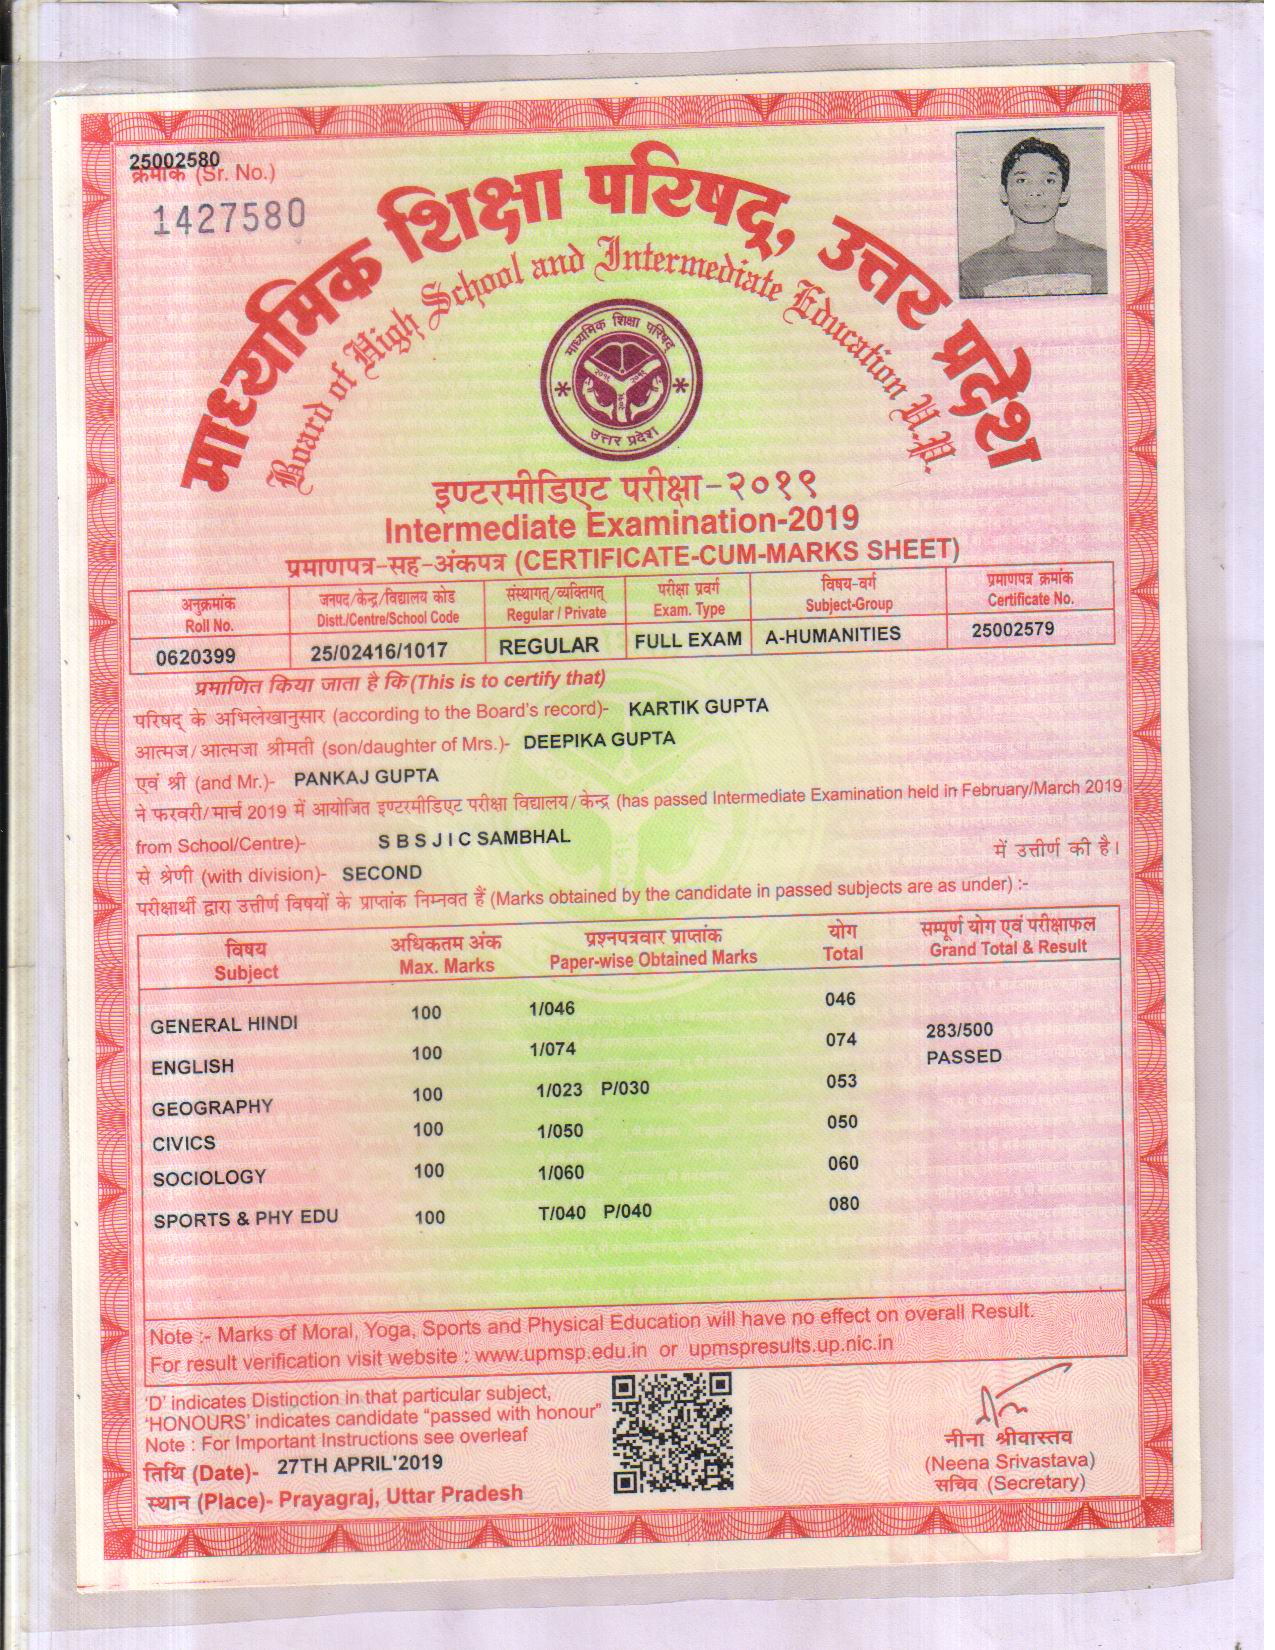 25002580
क्रमांक (Sr. No.)
1427580
माध्यमिक शिक्षा परिषद्, उत्तर प्रदेश
Board of High School and Intermediate Education U.P.
माध्यमिक शिक्षा परिषद्
उत्तर प्रदेश
इण्टरमीडिएट परीक्षा-२०१९
Intermediate Examination-2019
प्रमाणपत्र-सह-अंकपत्र (CERTIFICATE-CUM-MARKS SHEET)
अनुक्रमांक जनपद/केन्द्र/विद्यालय कोड संस्थागत्/व्यक्तिगत् परीक्षा प्रवर्ग विषय-वर्ग प्रमाणपत्र क्रमांक
Roll No. Distt./Centre/School Code Regular / Private Exam. Type Subject-Group Certificate No.
0620399 25/02416/1017 REGULAR FULL EXAM A-HUMANITIES 25002579
प्रमाणित किया जाता है कि (This is to certify that)
परिषद् के अभिलेखानुसार (according to the Board's record)- KARTIK GUPTA
आत्मज/आत्मजा श्रीमती (son/daughter of Mrs.)- DEEPIKA GUPTA
एवं श्री (and Mr.)- PANKAJ GUPTA
ने फरवरी/मार्च 2019 में आयोजित इण्टरमीडिएट परीक्षा विद्यालय/केन्द्र (has passed Intermediate Examination held in February/March 2019
from School/Centre)- S B S J I C SAMBHAL
में उत्तीर्ण की है।
से श्रेणी (with division)- SECOND
परीक्षार्थी द्वारा उत्तीर्ण विषयों के प्राप्तांक निम्नवत हैं (Marks obtained by the candidate in passed subjects are as under) :-
विषय अधिकतम अंक प्रश्नपत्रवार प्राप्तांक योग सम्पूर्ण योग एवं परीक्षाफल
Subject Max. Marks Paper-wise Obtained Marks Total Grand Total & Result
GENERAL HINDI 100 1/046 046
283/500
ENGLISH 100 1/074 074
PASSED
GEOGRAPHY 100 1/023 P/030 053
CIVICS 100 1/050 050
SOCIOLOGY 100 1/060 060
SPORTS & PHY EDU 100 T/040 P/040 080
Note :- Marks of Moral, Yoga, Sports and Physical Education will have no effect on overall Result.
For result verification visit website : www.upmsp.edu.in or upmspresults.up.nic.in
'D' indicates Distinction in that particular subject,
'HONOURS' indicates candidate "passed with honour"
Note : For Important Instructions see overleaf
तिथि (Date)- 27TH APRIL'2019
स्थान (Place)- Prayagraj, Uttar Pradesh
नीना श्रीवास्तव
(Neena Srivastava)
सचिव (Secretary)